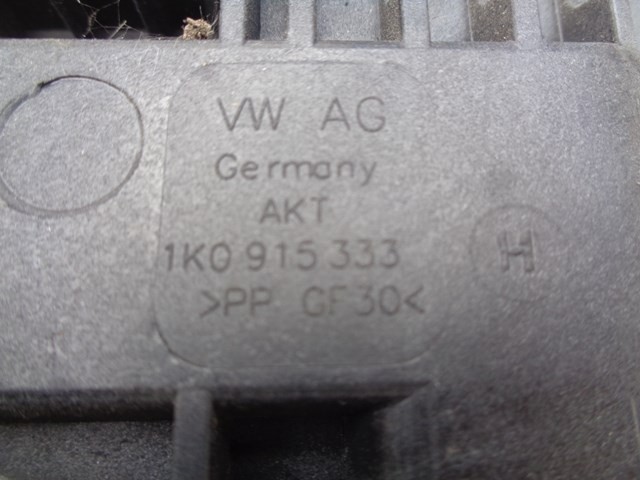 VW AG
Germany
AKT
1K0 915 333
H
>PP GF30<